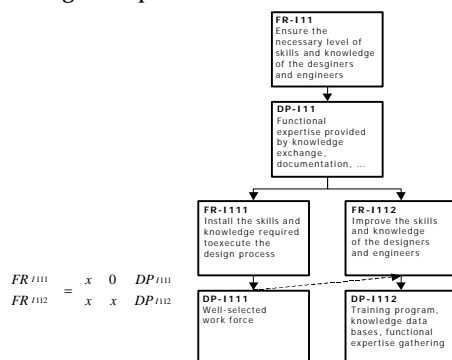 FR-I11
Ensure the
necessary level of
skills and knowledge
of the desginers
and engineers
DP-I11
Functional
expertise provided
by knowledge
exchange,
documentation, ...
FR-I111
Install the skills and
knowledge required
toexecute the
design process
FR-I112
Improve the skills
and knowledge
of the designers
and engineers
FR I111 = x 0 DP I111
FR I112 x x DP I112
DP-I111
Well-selected
work force
DP-I112
Training program,
knowledge data
bases, functional
expertise gathering